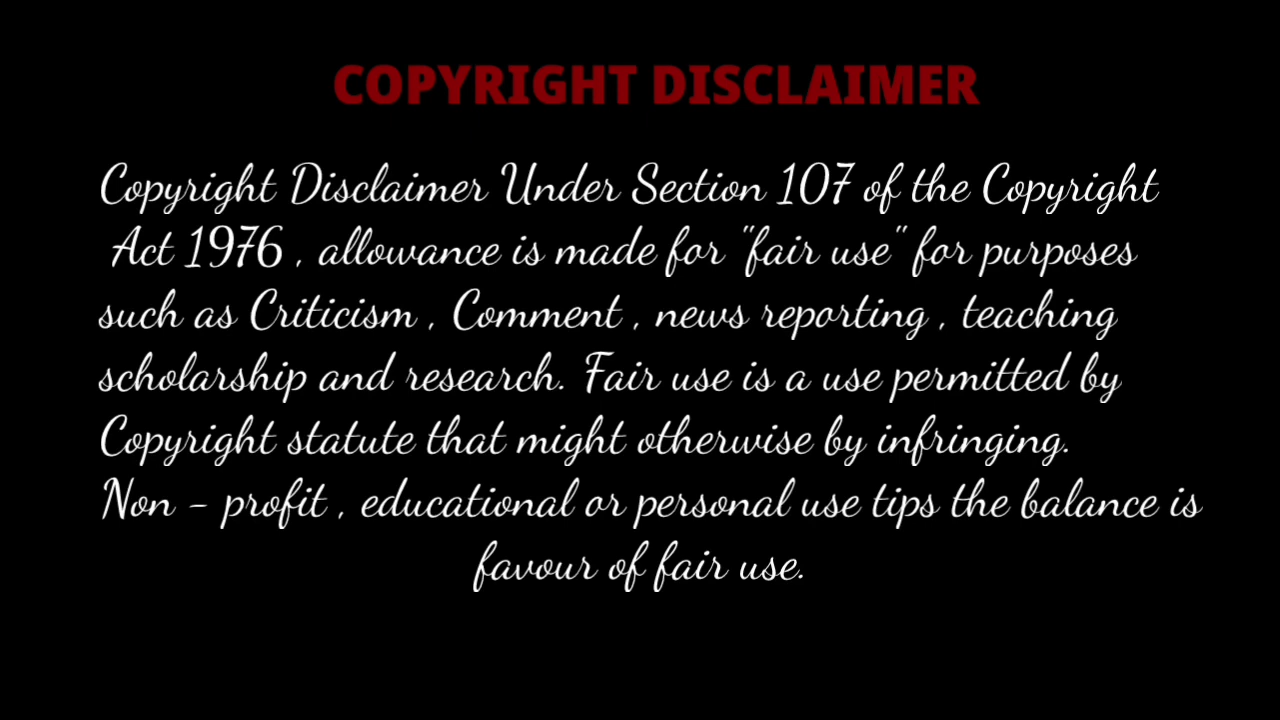 COPYRIGHT DISCLAIMER
Copyright Disclaimer Under Section 107 of the Copyright
Act 1976 , allowance is made for "fair use" for purposes
such as Criticism , Comment , news reporting , teaching
scholarship and research. Fair use is a use permitted by
Copyright statute that might otherwise by infringing.
Non - profit , educational or personal use tips the balance is
favour of fair use.